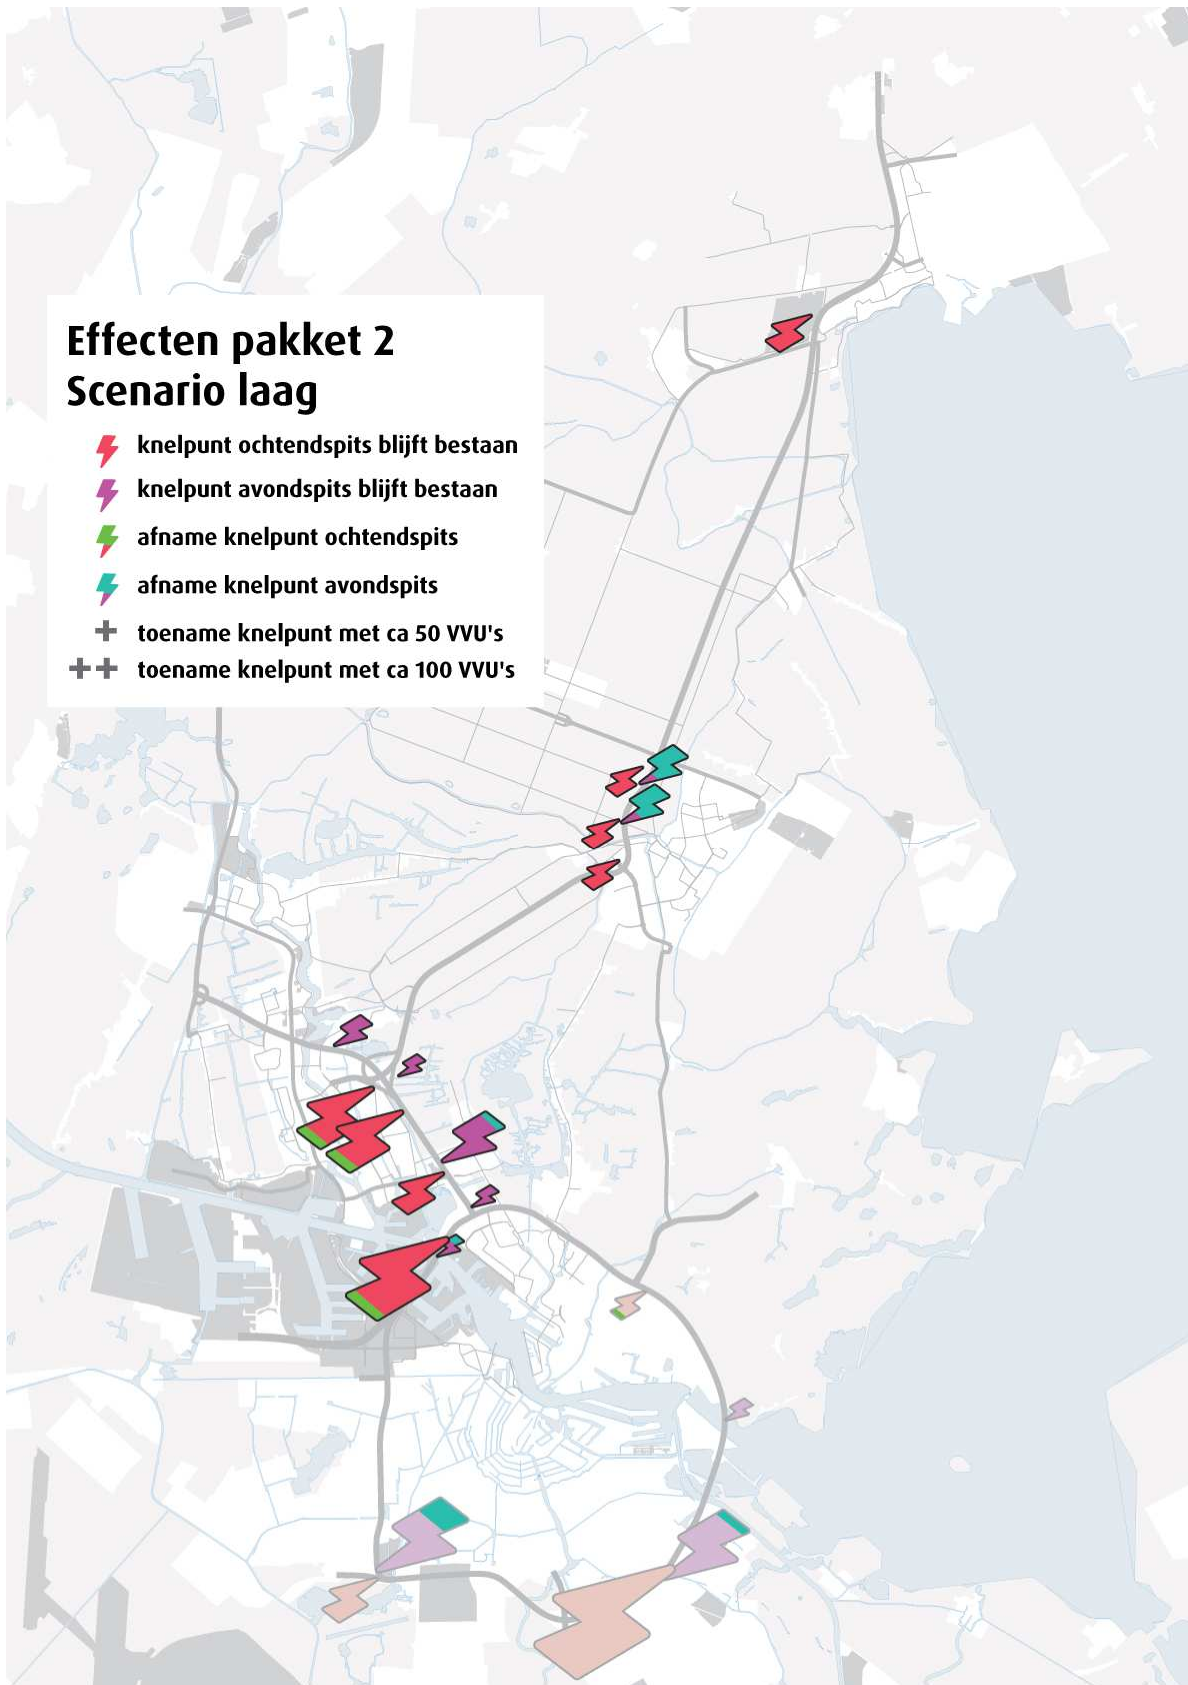 Effecten pakket 2
Scenario laag
knelpunt ochtendspits blijft bestaan
knelpunt avondspits blijft bestaan
afname knelpunt ochtendspits
afname knelpunt avondspits
+ toename knelpunt met ca 50 VVU's
++ toename knelpunt met ca 100 VVU's